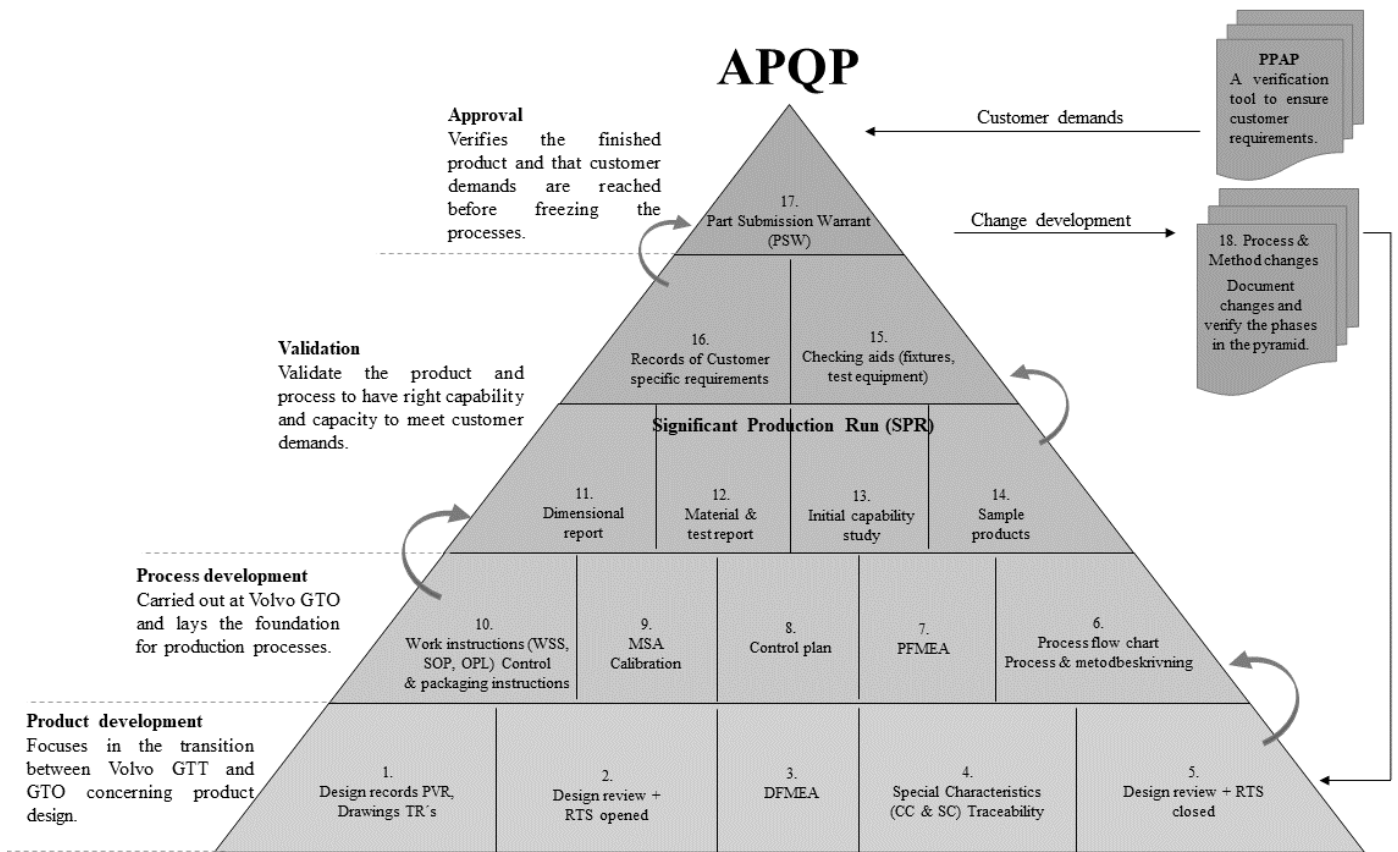 APQP
PPAP
A verification
tool to ensure
customer
requirements.
Customer demands
Approval
Verifies the finished
product and that customer
demands are reached
before freezing the
processes.
17.
Part Submission Warrant
(PSW)
Change development
18. Process &
Method changes
Document
changes and
verify the phases
in the pyramid.
Validation
Validate the product and
process to have right capability
and capacity to meet customer
demands.
16.
Records of Customer
specific requirements
15.
Checking aids (fixtures,
test equipment)
Significant Production Run (SPR)
11.
Dimensional
report
12.
Material &
test report
13.
Initial capability
study
14.
Sample
products
Process development
Carried out at Volvo GTO
and lays the foundation
for production processes.
10.
Work instructions (WSS,
SOP, OPL) Control
& packaging instructions
9.
MSA
Calibration
8.
Control plan
7.
PFMEA
6.
Process flow chart
Process & metodbeskrivning
Product development
Focuses in the transition
between Volvo GTT and
GTO concerning product
design.
1.
Design records PVR,
Drawings TR´s
2.
Design review +
RTS opened
3.
DFMEA
4.
Special Characteristics
(CC & SC) Traceability
5.
Design review + RTS
closed